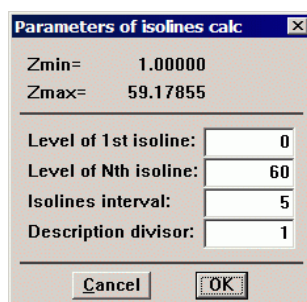 Parameters of isolines calc
Zmin= 1.00000
Zmax= 59.17855
Level of 1st isoline: 0
Level of Nth isoline: 60
Isolines interval: 5
Description divisor: 1
Cancel OK